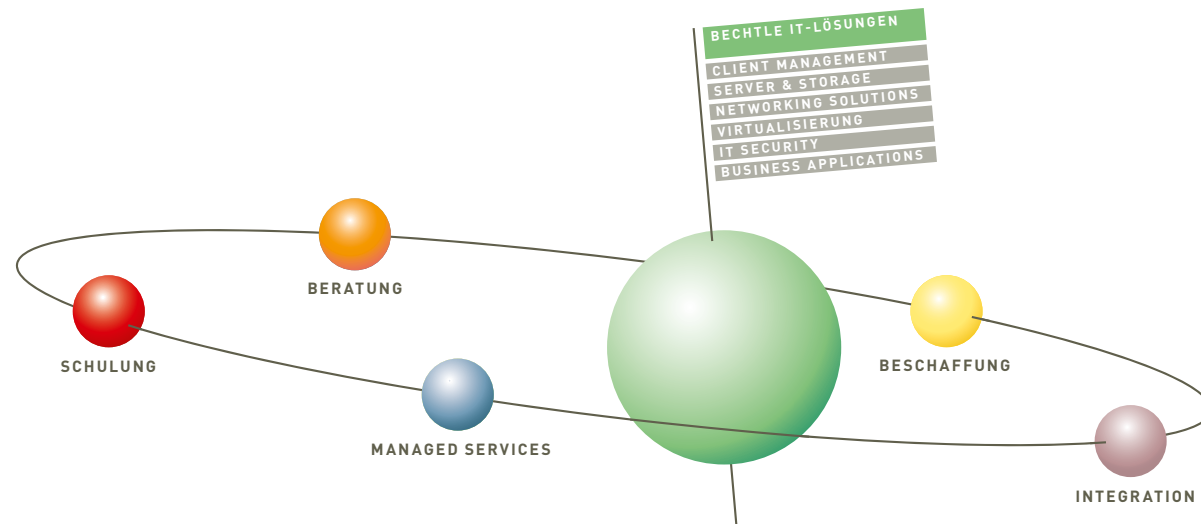 BECHTLE IT-LÖSUNGEN
CLIENT MANAGEMENT
SERVER & STORAGE
NETWORKING SOLUTIONS
VIRTUALISIERUNG
IT SECURITY
BUSINESS APPLICATIONS
BERATUNG
SCHULUNG
BESCHAFFUNG
MANAGED SERVICES
INTEGRATION